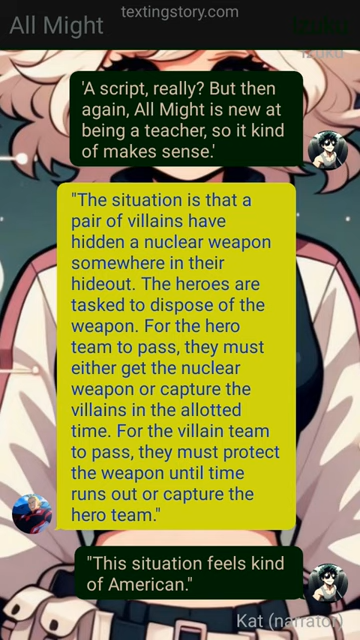 textingstory.com
All Might
Izuku
Izuku
'A script, really? But then
again, All Might is new at
being a teacher, so it kind
of makes sense.'
"The situation is that a
pair of villains have
hidden a nuclear weapon
somewhere in their
hideout. The heroes are
tasked to dispose of the
weapon. For the hero
team to pass, they must
either get the nuclear
weapon or capture the
villains in the allotted
time. For the villain team
to pass, they must protect
the weapon until time
runs out or capture the
hero team."
"This situation feels kind
of American."
Kat (narrator)